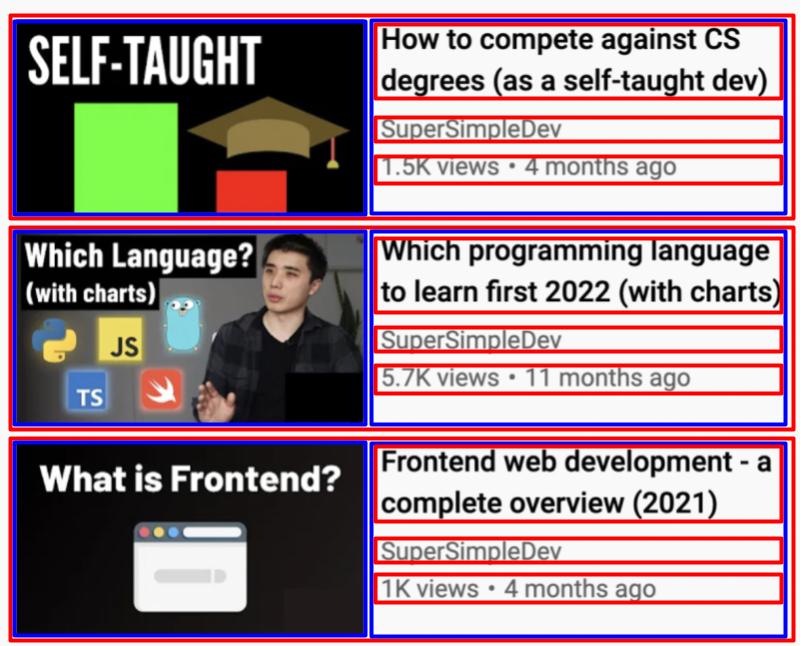 SELF-TAUGHT
How to compete against CS
degrees (as a self-taught dev)
SuperSimpleDev
1.5K views • 4 months ago
Which Language?
(with charts)
JS
TS
Which programming language
to learn first 2022 (with charts)
SuperSimpleDev
5.7K views • 11 months ago
What is Frontend?
Frontend web development - a
complete overview (2021)
SuperSimpleDev
1K views • 4 months ago